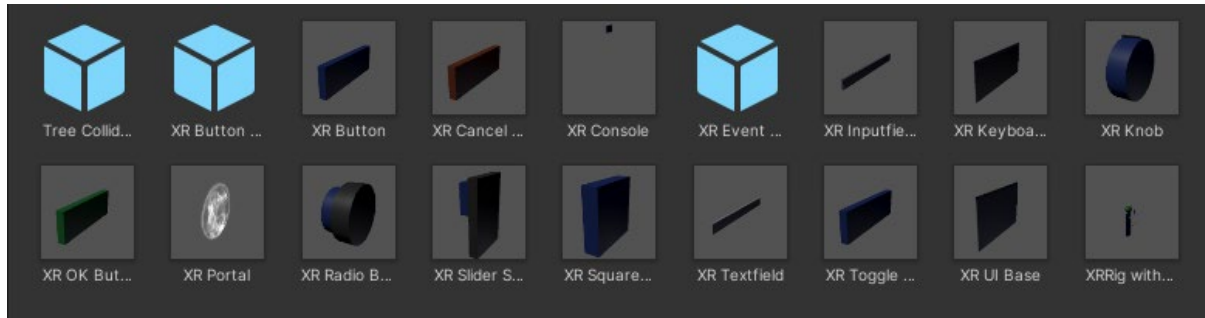 Tree Collid...
XR Button ...
XR Button
XR Cancel ...
XR Console
XR Event ...
XR Inputfie...
XR Keyboa...
XR Knob
XR OK But...
XR Portal
XR Radio B...
XR Slider S...
XR Square...
XR Textfield
XR Toggle ...
XR UI Base
XRRig with...